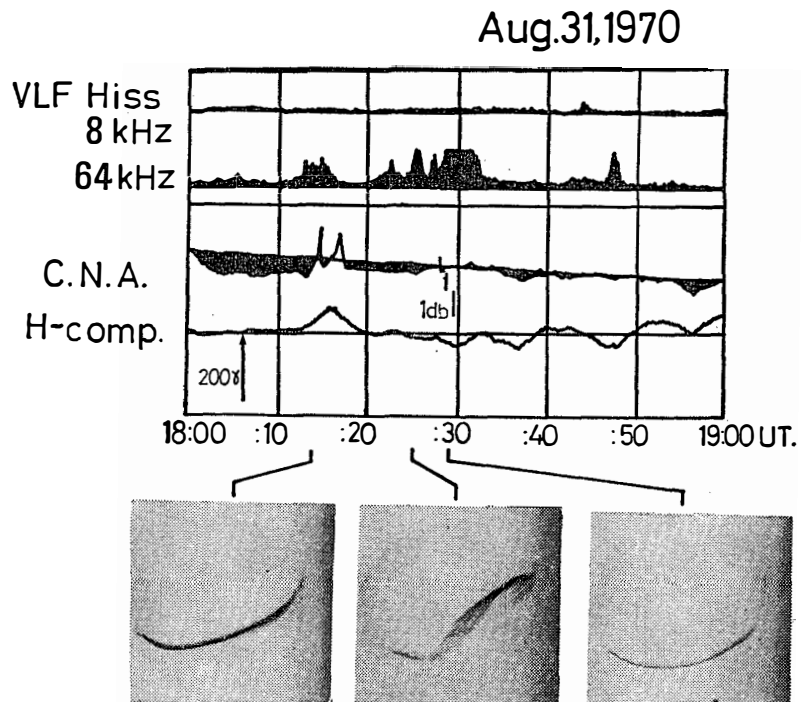 Aug.31,1970
VLF Hiss
8 kHz
64 kHz
C.N.A.
1
1db
H-comp.
200γ
18:00 :10 :20 :30 :40 :50 19:00 UT.